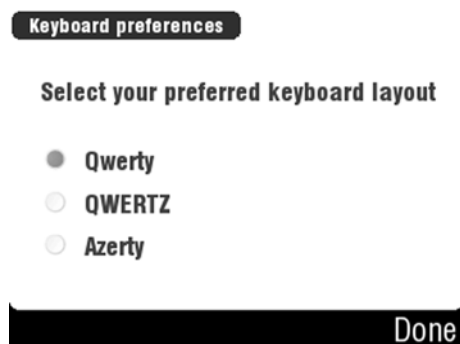 Keyboard preferences
Select your preferred keyboard layout
Qwerty
QWERTZ
Azerty
Done